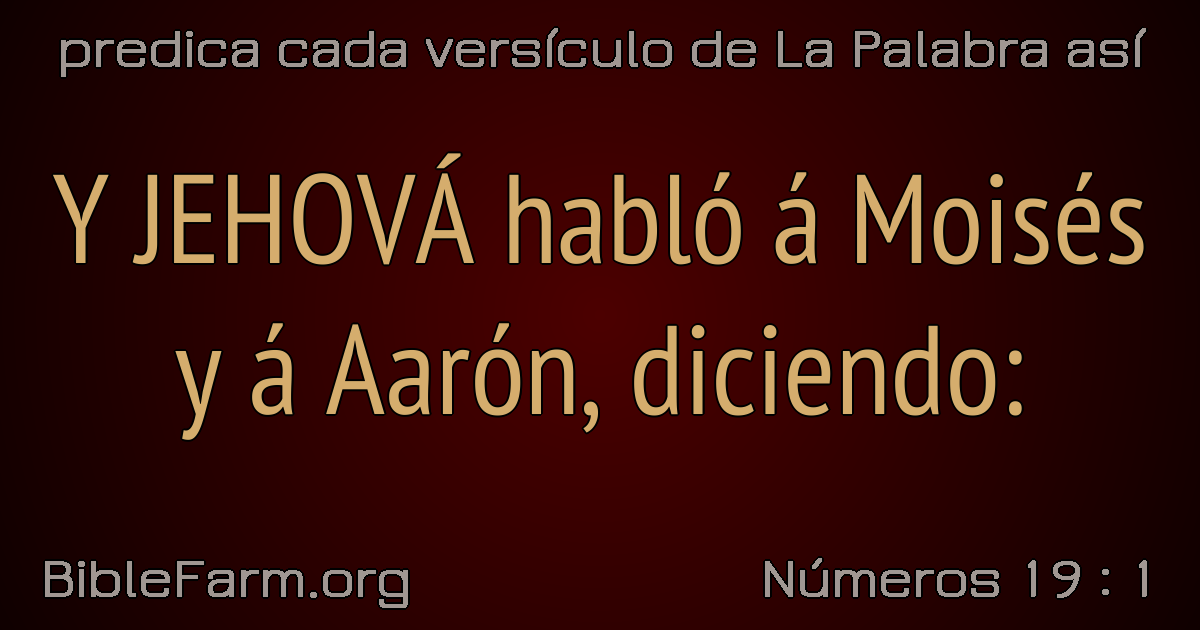 predica cada versículo de La Palabra así
Y JEHOVÁ habló á Moisés
y á Aarón, diciendo:
BibleFarm.org
Números 19 : 1